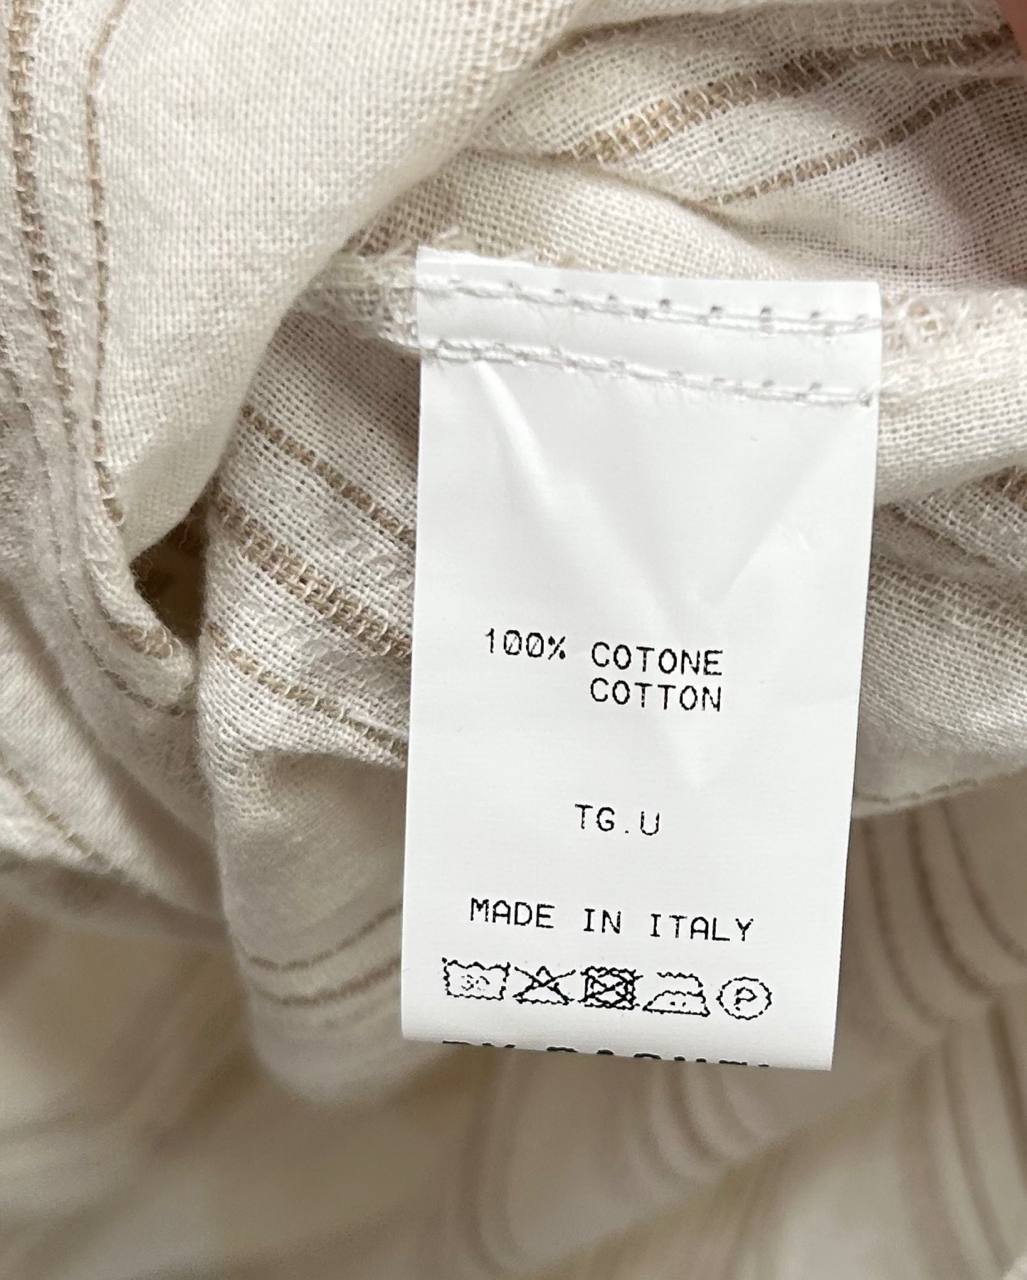 100% COTONE
COTTON
TG.U
MADE IN ITALY
30
P